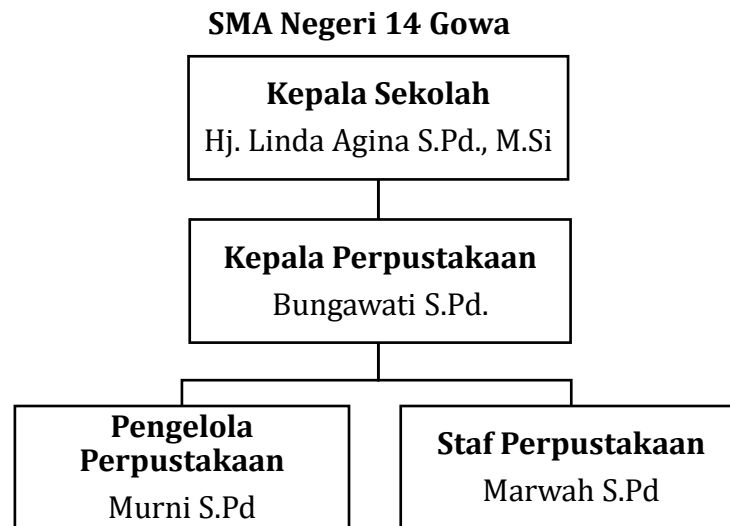 SMA Negeri 14 Gowa
Kepala Sekolah
Hj. Linda Agina S.Pd., M.Si
Kepala Perpustakaan
Bungawati S.Pd.
Pengelola
Perpustakaan
Murni S.Pd
Staf Perpustakaan
Marwah S.Pd